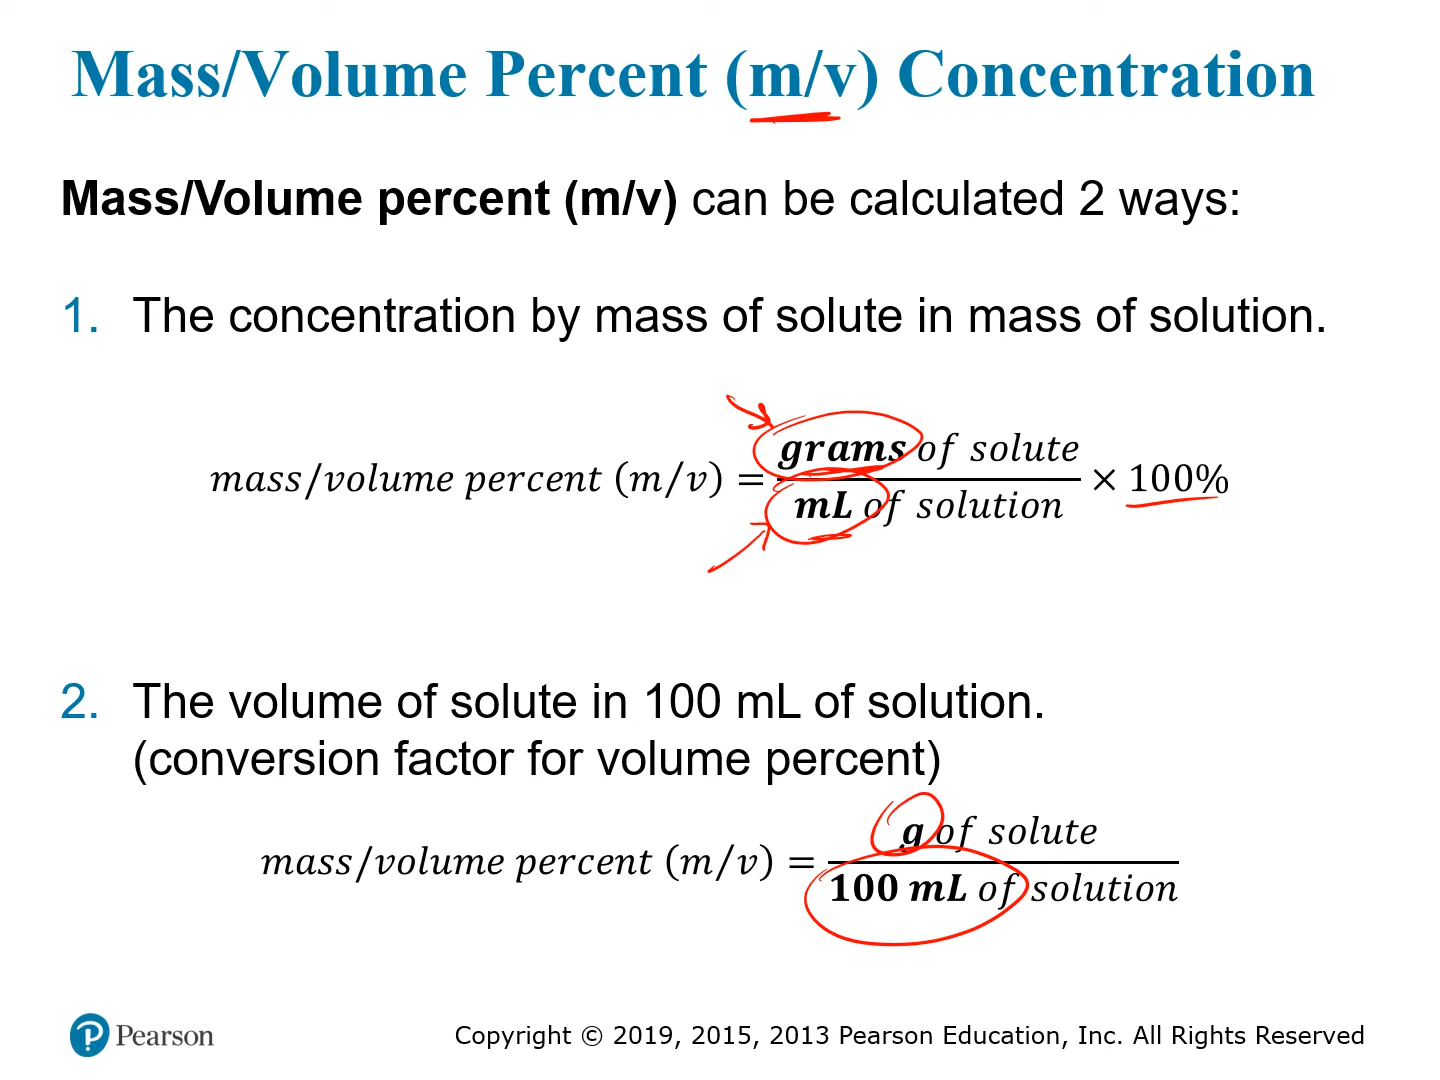 Mass/Volume Percent (m/v) Concentration
Mass/Volume percent (m/v) can be calculated 2 ways:
1. The concentration by mass of solute in mass of solution.
mass/volume percent (m/v) = grams of solute / mL of solution × 100%
2. The volume of solute in 100 mL of solution.
(conversion factor for volume percent)
mass/volume percent (m/v) = g of solute / 100 mL of solution
Pearson
Copyright © 2019, 2015, 2013 Pearson Education, Inc. All Rights Reserved